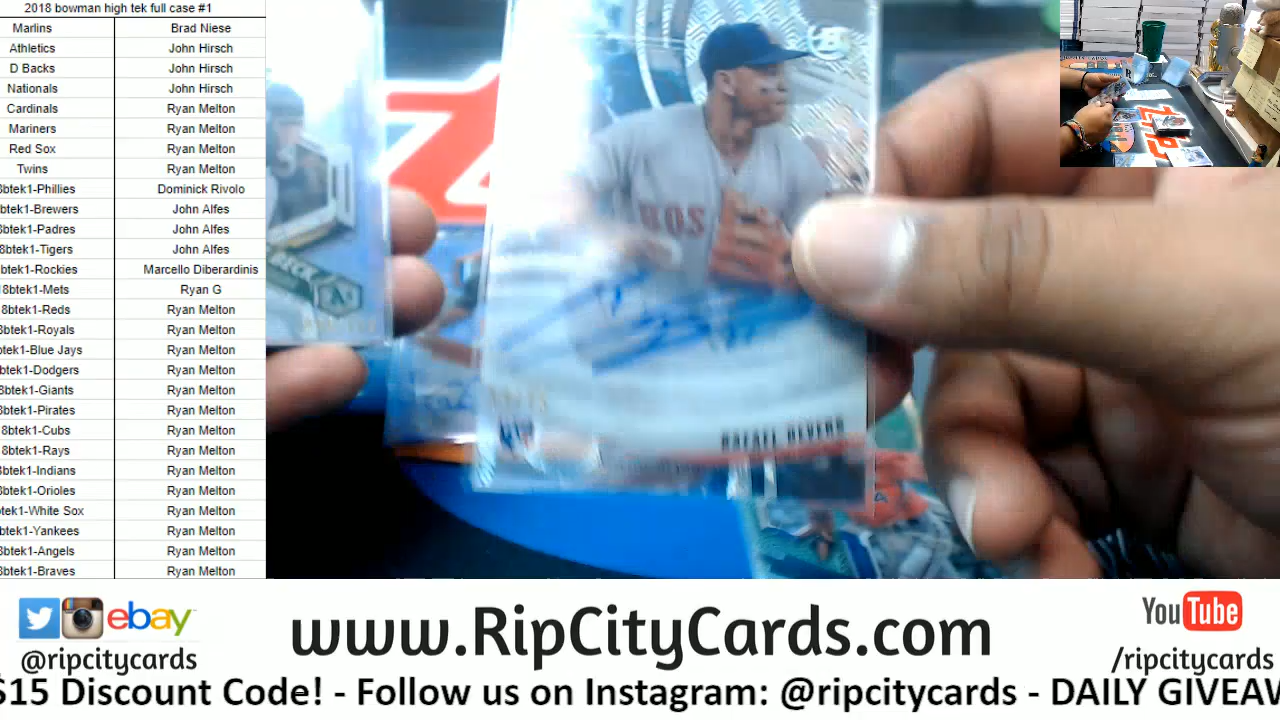 2018 bowman high tek full case #1
Marlins Brad Niese
Athletics John Hirsch
D Backs John Hirsch
Nationals John Hirsch
Cardinals Ryan Melton
Mariners Ryan Melton
Red Sox Ryan Melton
Twins Ryan Melton
8btek1-Phillies Dominick Rivolo
btek1-Brewers John Alfes
8btek1-Padres John Alfes
8btek1-Tigers John Alfes
btek1-Rockies Marcello Diberardinis
8btek1-Mets Ryan G
8btek1-Reds Ryan Melton
8btek1-Royals Ryan Melton
btek1-Blue Jays Ryan Melton
btek1-Dodgers Ryan Melton
8btek1-Giants Ryan Melton
8btek1-Pirates Ryan Melton
8btek1-Cubs Ryan Melton
8btek1-Rays Ryan Melton
8btek1-Indians Ryan Melton
8btek1-Orioles Ryan Melton
tek1-White Sox Ryan Melton
btek1-Yankees Ryan Melton
8btek1-Angels Ryan Melton
8btek1-Braves Ryan Melton
BECK
BOS
RAFAEL DEVERS
ebay
@ripcitycards
www.RipCityCards.com
YouTube
/ripcitycards
$15 Discount Code! - Follow us on Instagram: @ripcitycards - DAILY GIVEAW